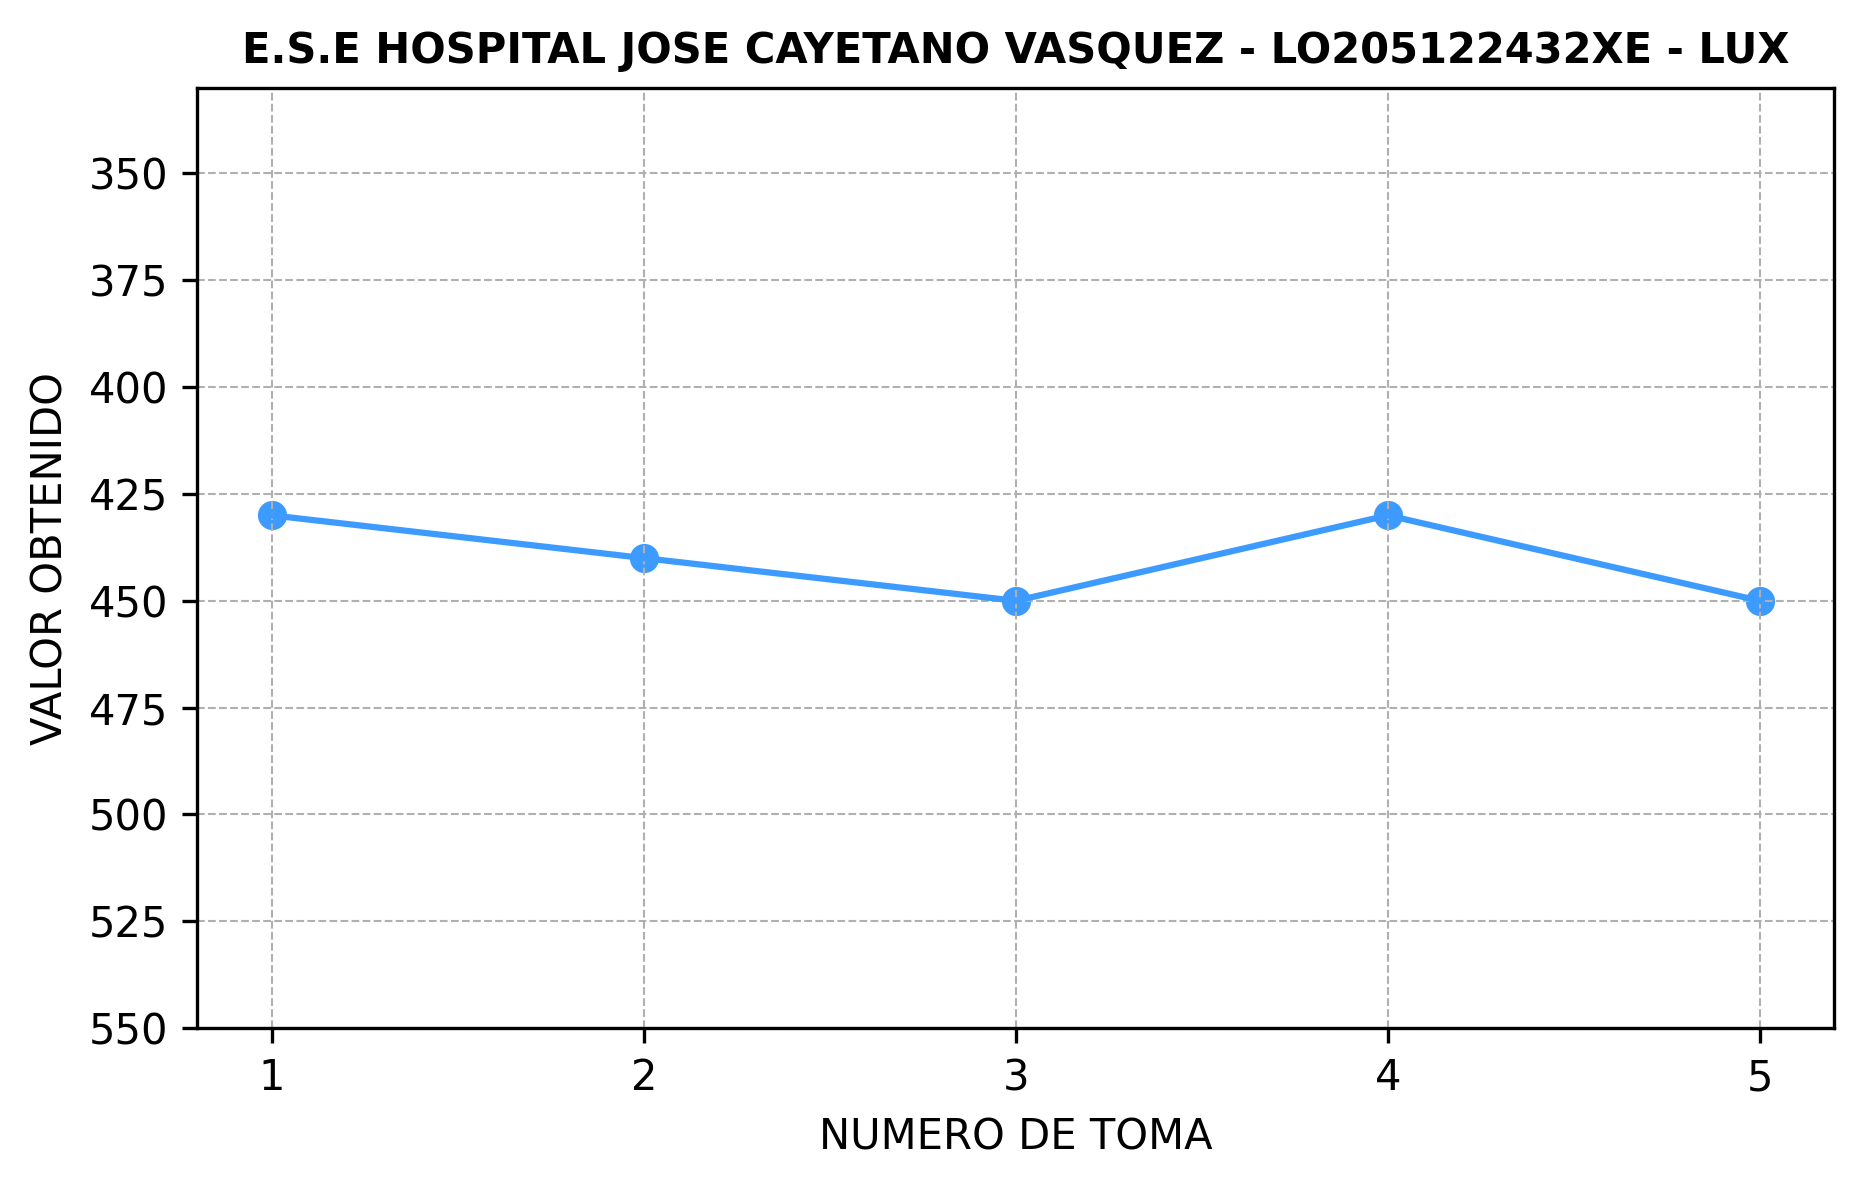 E.S.E HOSPITAL JOSE CAYETANO VASQUEZ - LO205122432XE - LUX
VALOR OBTENIDO
350
375
400
425
450
475
500
525
550
1 2 3 4 5
NUMERO DE TOMA